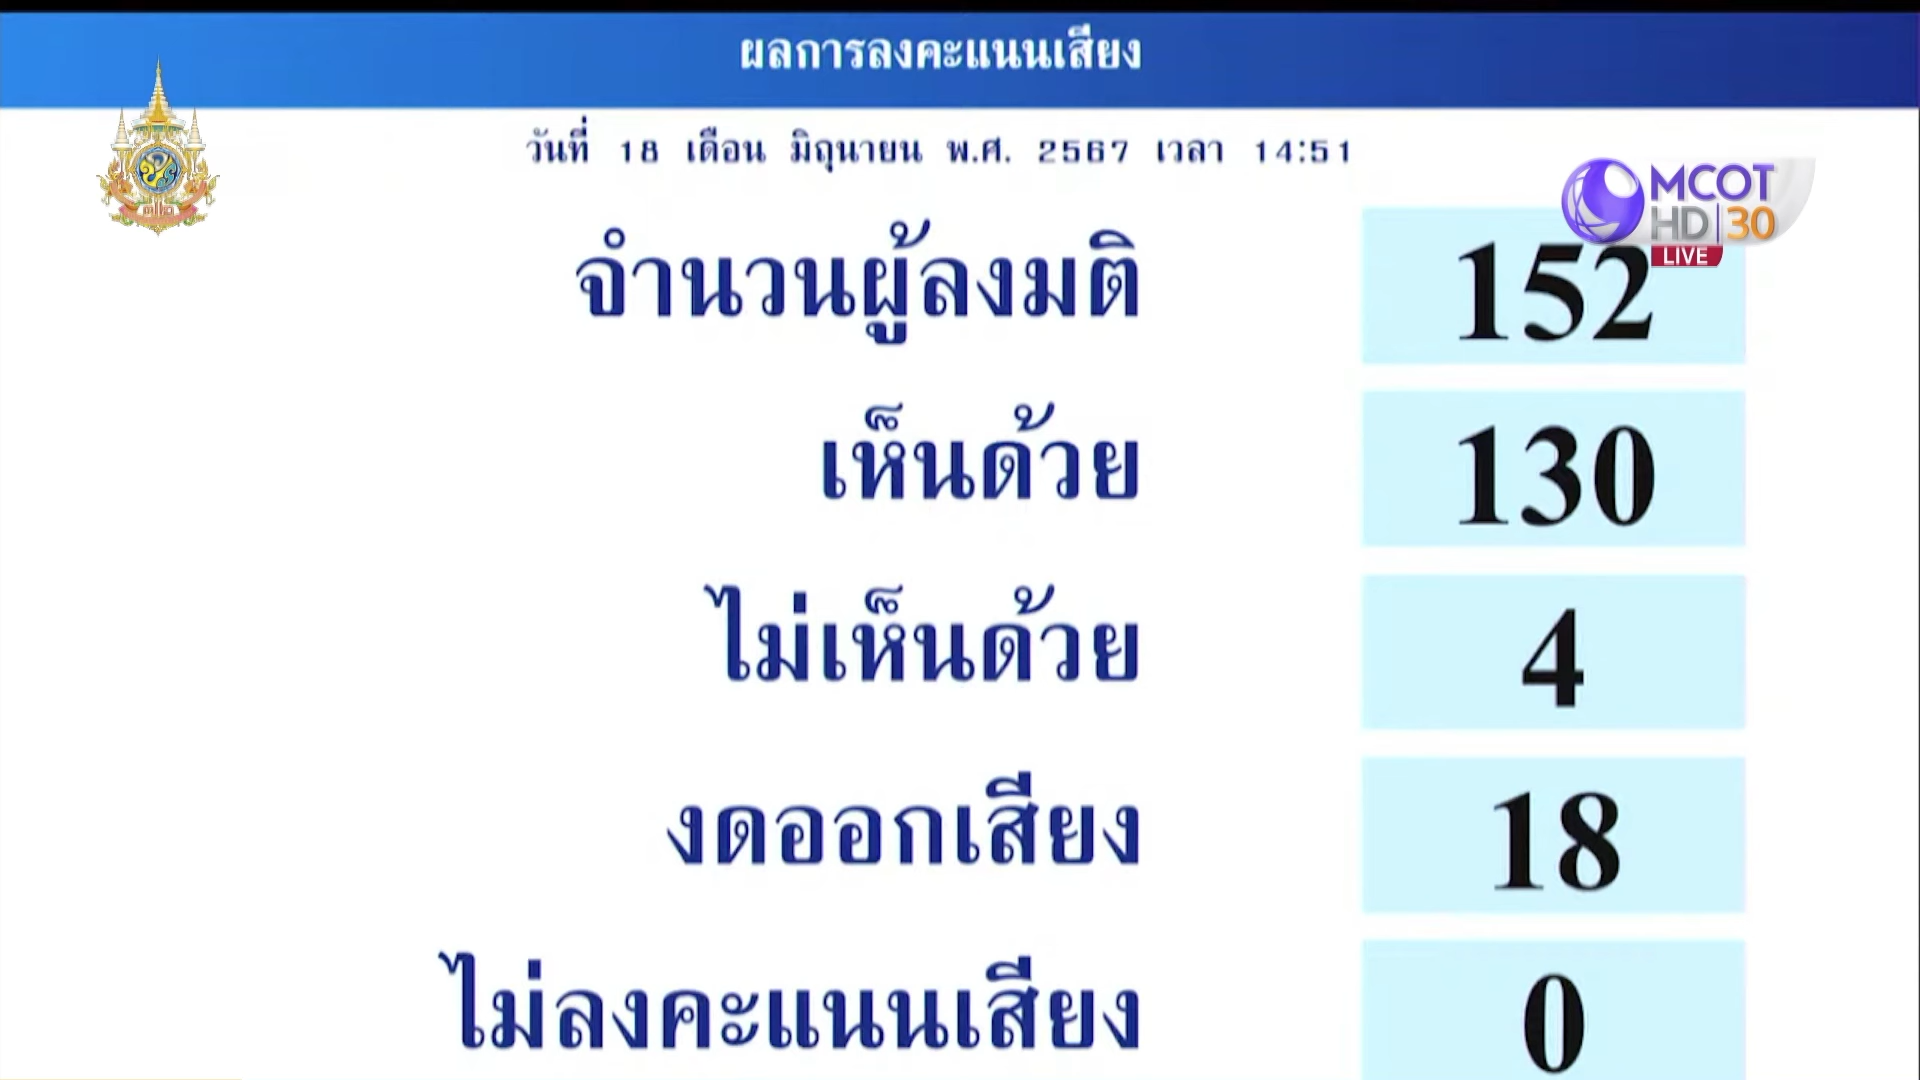 ผลการลงคะแนนเสียง
วันที่ 18 เดือน มิถุนายน พ.ศ. 2567 เวลา 14:51
MCOT
HD|30
LIVE
จำนวนผู้ลงมติ 152
เห็นด้วย 130
ไม่เห็นด้วย 4
งดออกเสียง 18
ไม่ลงคะแนนเสียง 0